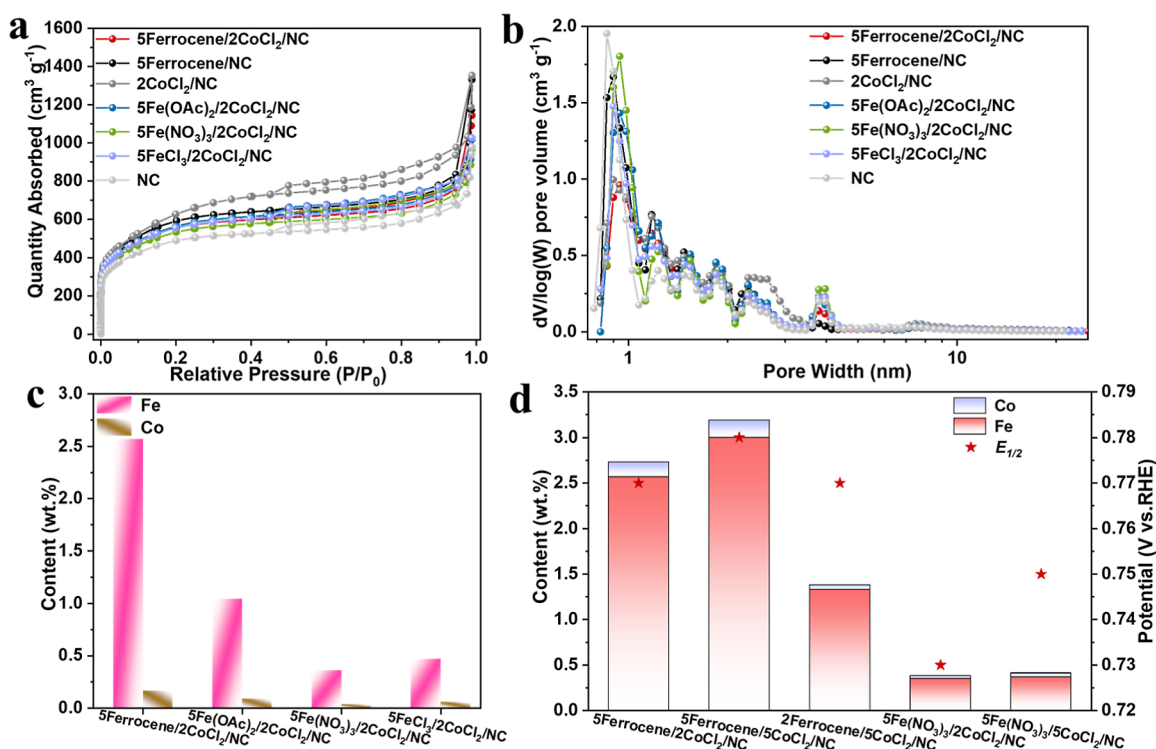 a
1600
1400
1200
1000
800
600
400
200
0
Quantity Absorbed (cm³ g⁻¹)
5Ferrocene/2CoCl₂/NC
5Ferrocene/NC
2CoCl₂/NC
5Fe(OAc)₂/2CoCl₂/NC
5Fe(NO₃)₃/2CoCl₂/NC
5FeCl₃/2CoCl₂/NC
NC
0.0 0.2 0.4 0.6 0.8 1.0
Relative Pressure (P/P₀)
b
2.0
1.5
1.0
0.5
0.0
dV/log(W) pore volume (cm³ g⁻¹)
5Ferrocene/2CoCl₂/NC
5Ferrocene/NC
2CoCl₂/NC
5Fe(OAc)₂/2CoCl₂/NC
5Fe(NO₃)₃/2CoCl₂/NC
5FeCl₃/2CoCl₂/NC
NC
1 10
Pore Width (nm)
c
3.0
2.5
2.0
1.5
1.0
0.5
0.0
Content (wt.%)
Fe
Co
5Ferrocene/2CoCl₂/NC
5Fe(OAc)₂/2CoCl₂/NC
5Fe(NO₃)₃/2CoCl₂/NC
5FeCl₃/2CoCl₂/NC
d
3.5
3.0
2.5
2.0
1.5
1.0
0.5
0.0
Content (wt.%)
Co
Fe
E₁/₂
0.79
0.78
0.77
0.76
0.75
0.74
0.73
0.72
Potential (V vs.RHE)
5Ferrocene/2CoCl₂/NC
5Ferrocene/5CoCl₂/NC
2Ferrocene/5CoCl₂/NC
5Fe(NO₃)₃/2CoCl₂/NC
5Fe(NO₃)₃/5CoCl₂/NC